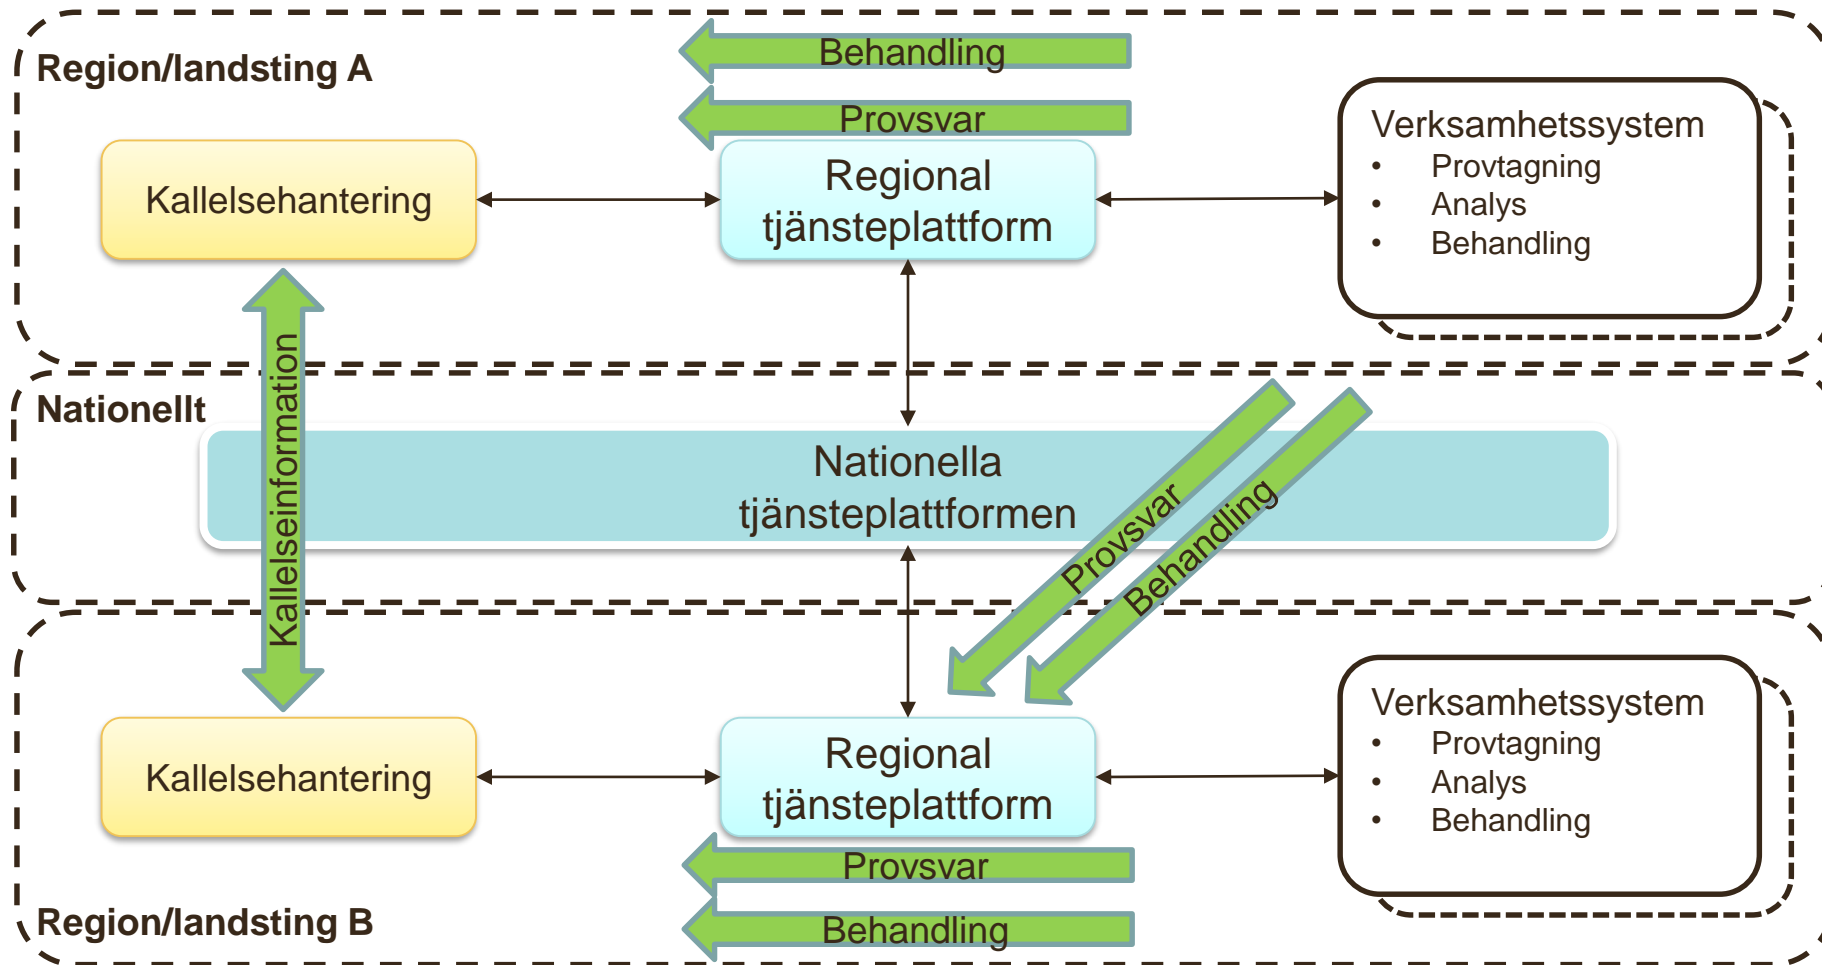 Region/landsting A
Behandling
Provsvar
Kallelsehantering
Regional
tjänsteplattform
Verksamhetssystem
• Provtagning
• Analys
• Behandling
Kallelseinformation
Nationellt
Nationella
tjänsteplattformen
Provsvar
Behandling
Kallelsehantering
Regional
tjänsteplattform
Verksamhetssystem
• Provtagning
• Analys
• Behandling
Provsvar
Behandling
Region/landsting B